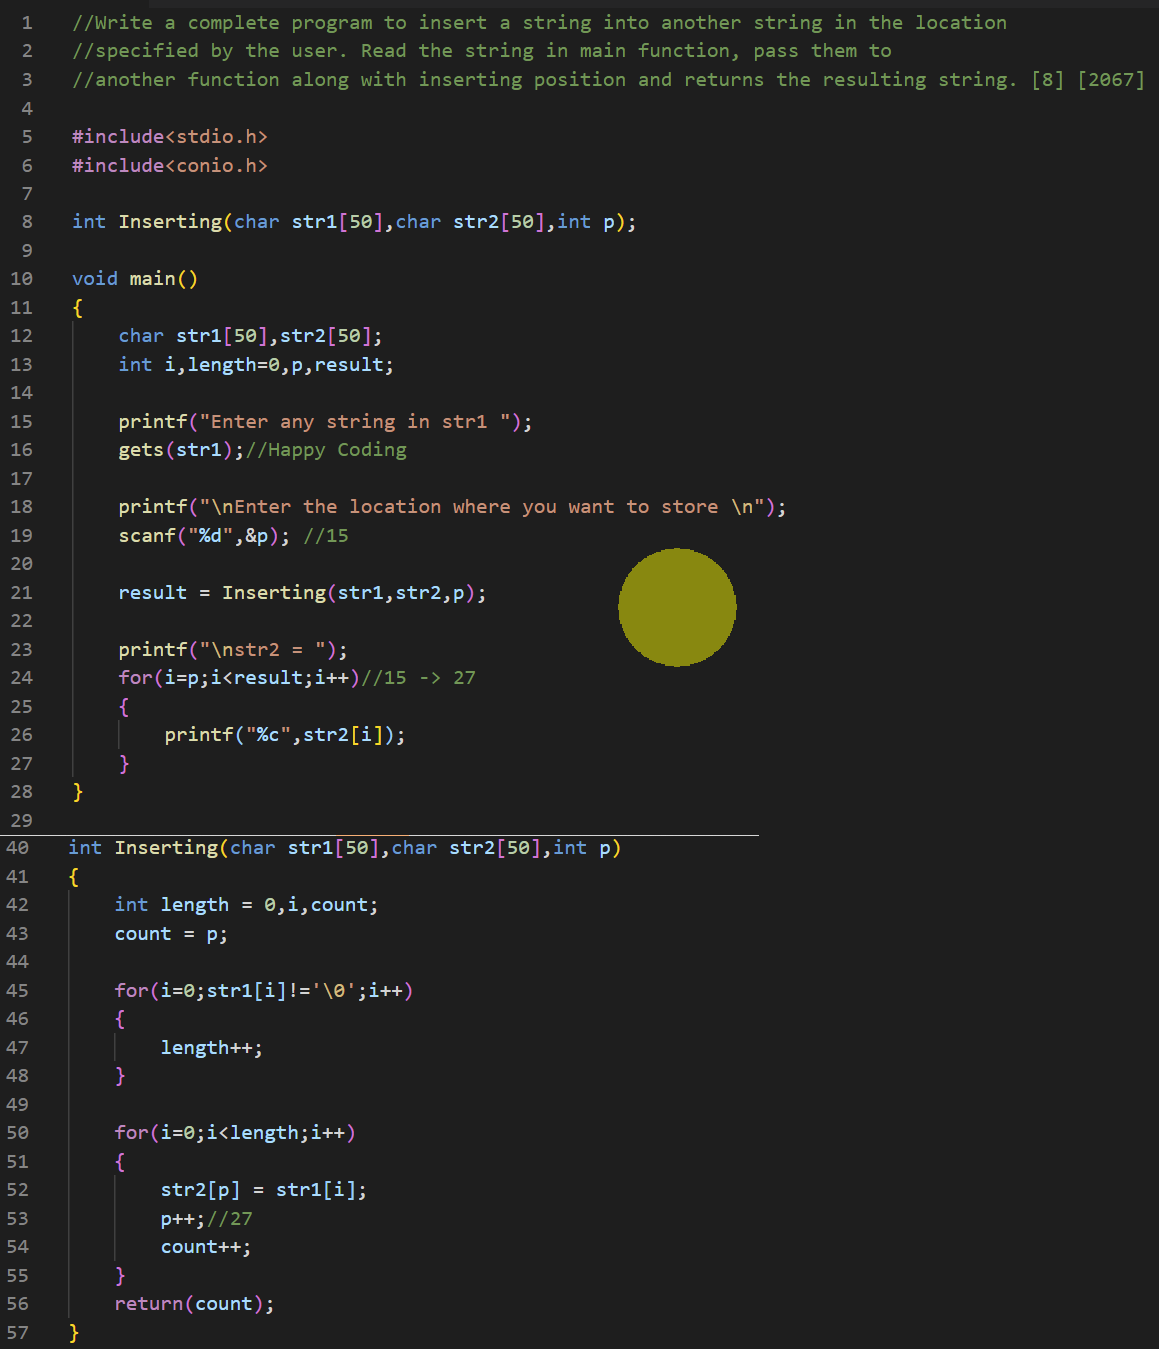 1 //Write a complete program to insert a string into another string in the location
2 //specified by the user. Read the string in main function, pass them to
3 //another function along with inserting position and returns the resulting string. [8] [2067]
4
5 #include<stdio.h>
6 #include<conio.h>
7
8 int Inserting(char str1[50],char str2[50],int p);
9
10 void main()
11 {
12     char str1[50],str2[50];
13     int i,length=0,p,result;
14
15     printf("Enter any string in str1 ");
16     gets(str1);//Happy Coding
17
18     printf("\nEnter the location where you want to store \n");
19     scanf("%d",&p); //15
20
21     result = Inserting(str1,str2,p);
22
23     printf("\nstr2 = ");
24     for(i=p;i<result;i++)//15 -> 27
25     {
26         printf("%c",str2[i]);
27     }
28 }
29
40 int Inserting(char str1[50],char str2[50],int p)
41 {
42     int length = 0,i,count;
43     count = p;
44
45     for(i=0;str1[i]!='\0';i++)
46     {
47         length++;
48     }
49
50     for(i=0;i<length;i++)
51     {
52         str2[p] = str1[i];
53         p++;//27
54         count++;
55     }
56     return(count);
57 }